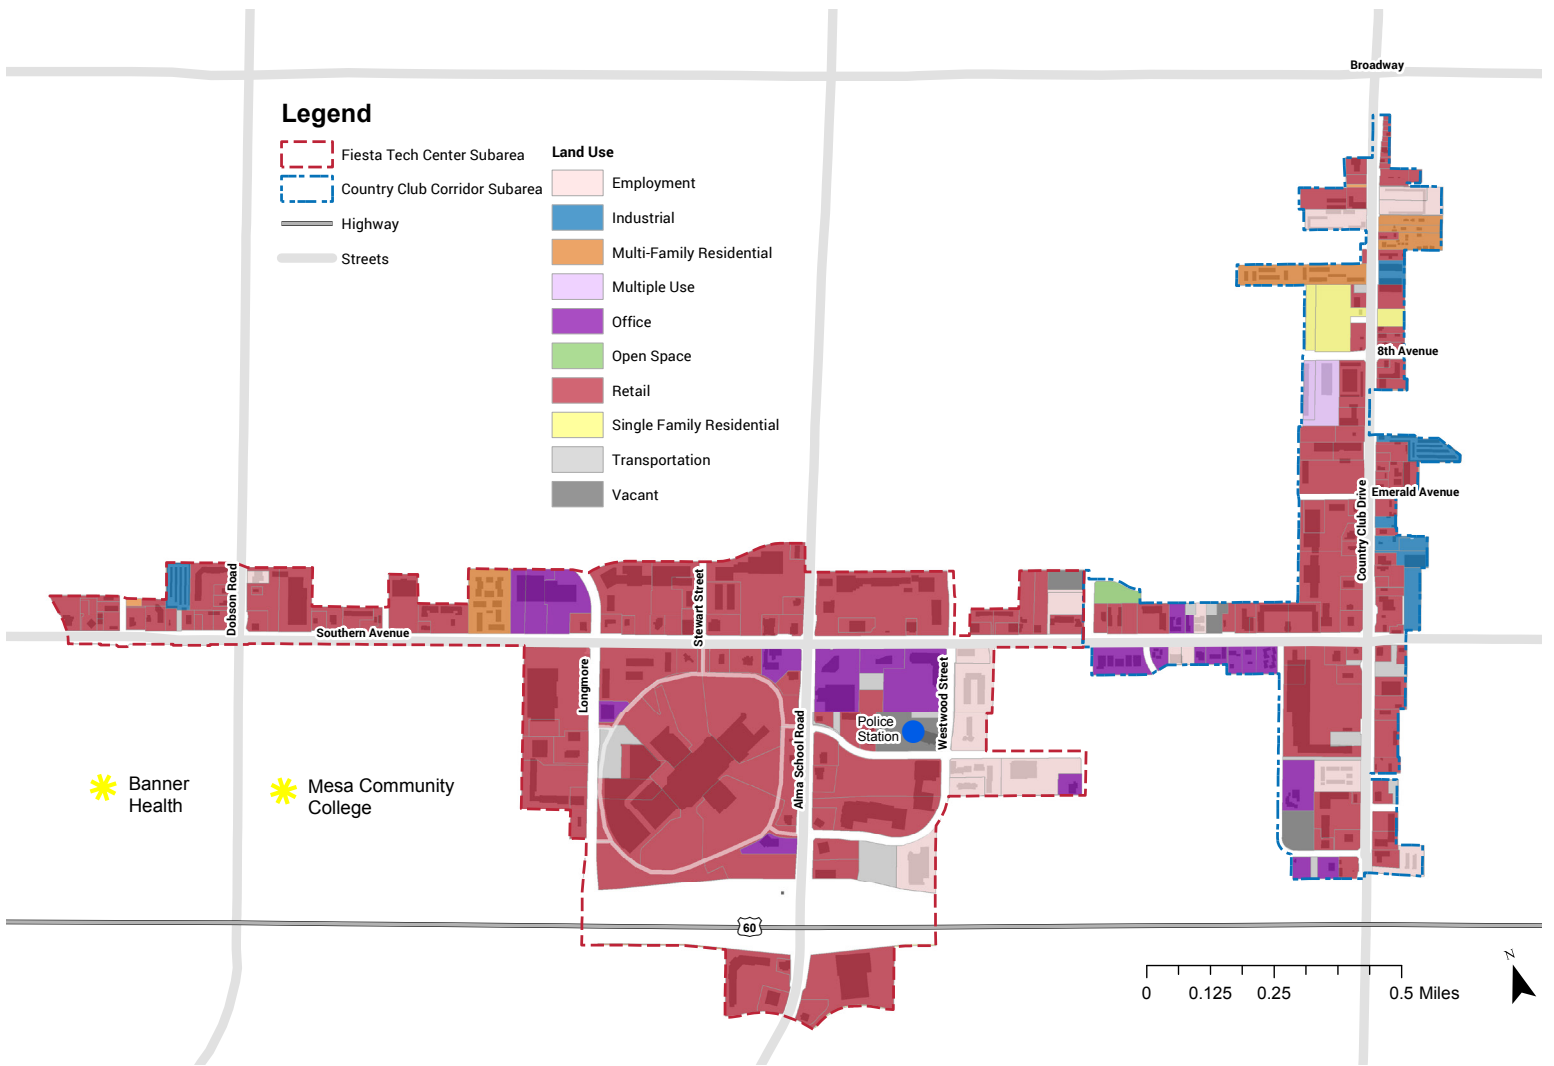 Broadway
Legend
Fiesta Tech Center Subarea
Country Club Corridor Subarea
Highway
Streets
Land Use
Employment
Industrial
Multi-Family Residential
Multiple Use
Office
Open Space
Retail
Single Family Residential
Transportation
Vacant
8th Avenue
Emerald Avenue
Country Club Drive
Dobson Road
Southern Avenue
Stewart Street
Longmore
Alma School Road
Westwood Street
Police
Station
Banner
Health
Mesa Community
College
60
N
0 0.125 0.25 0.5 Miles